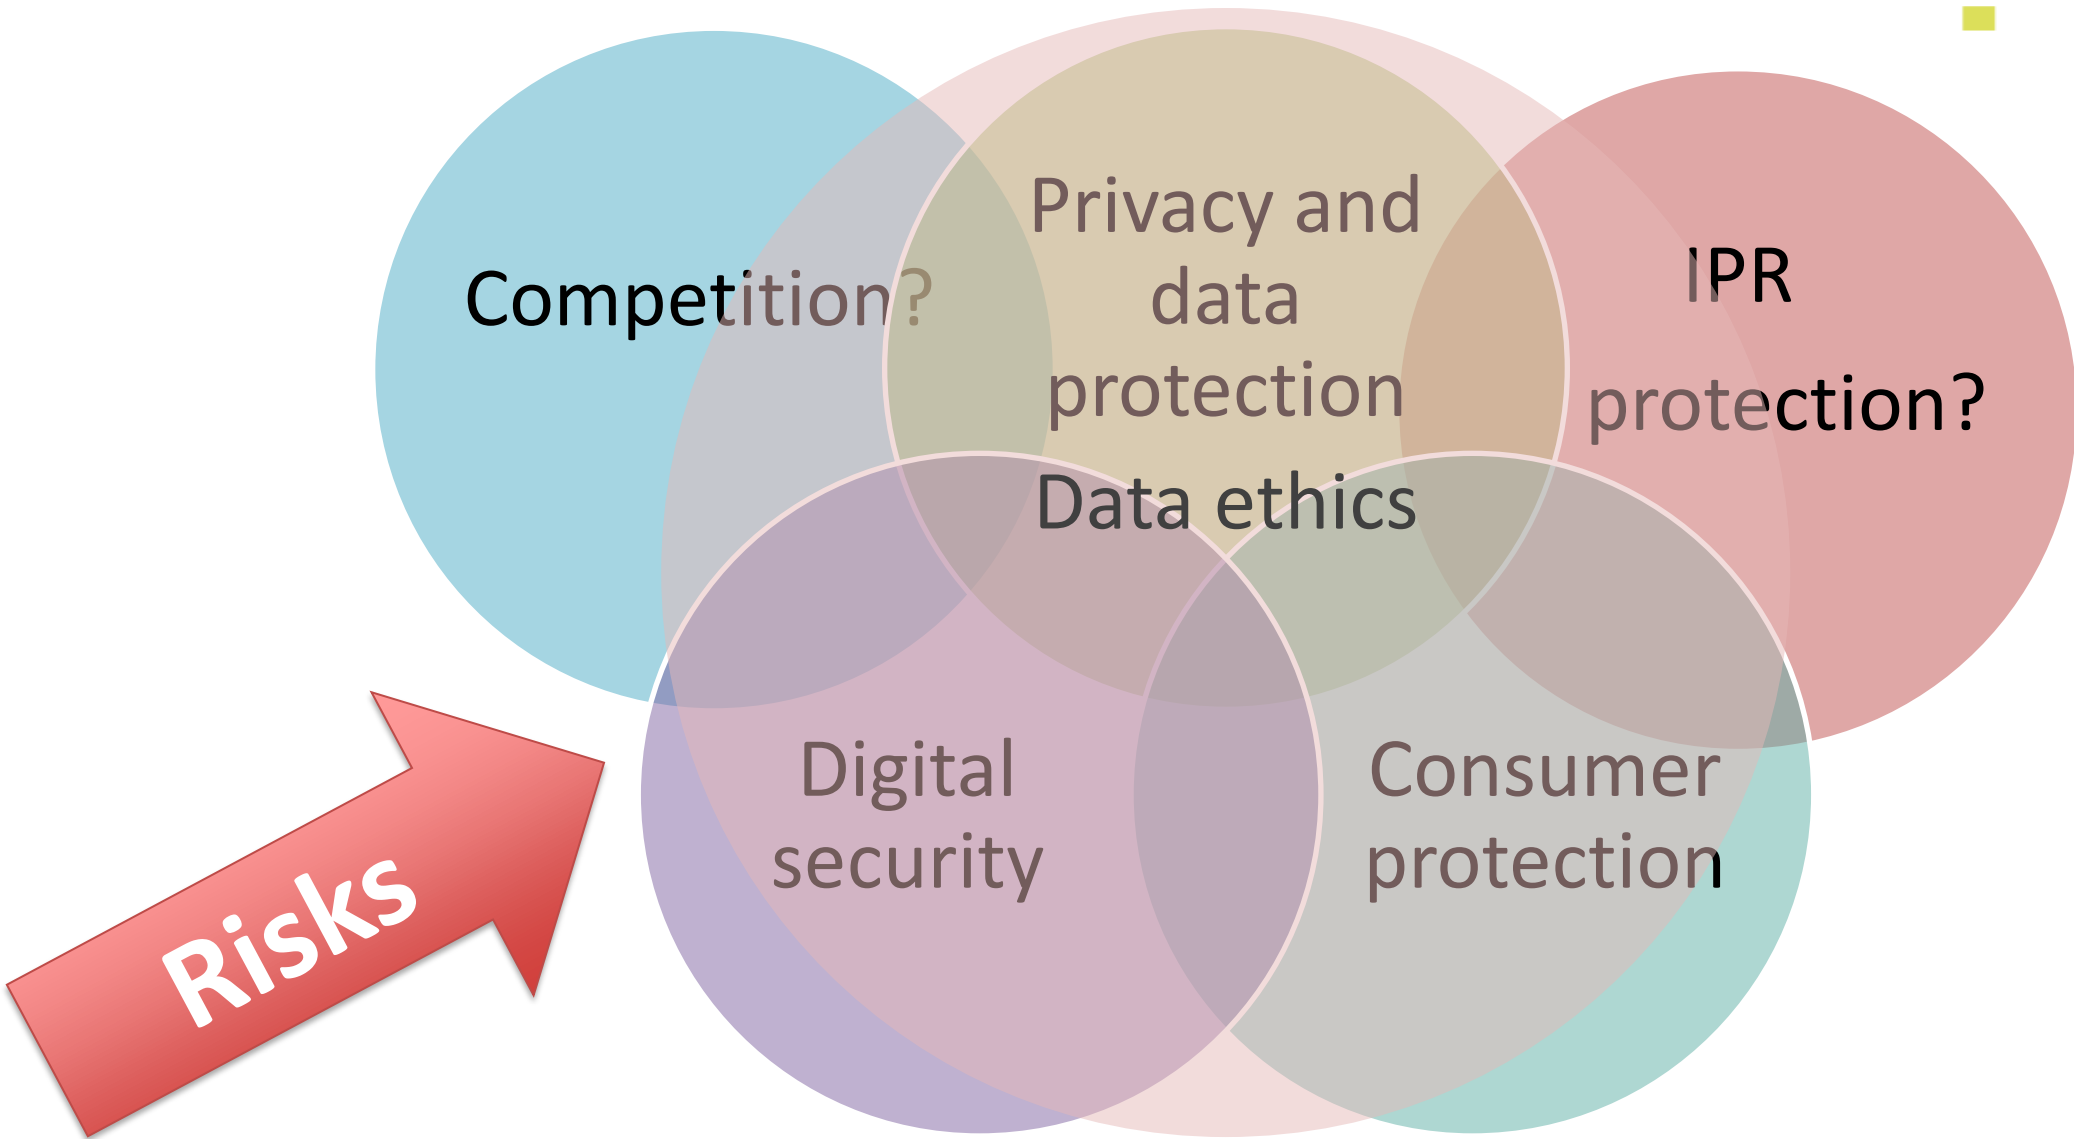 Competition?
Privacy and
data
protection
IPR
protection?
Data ethics
Digital
security
Consumer
protection
Risks